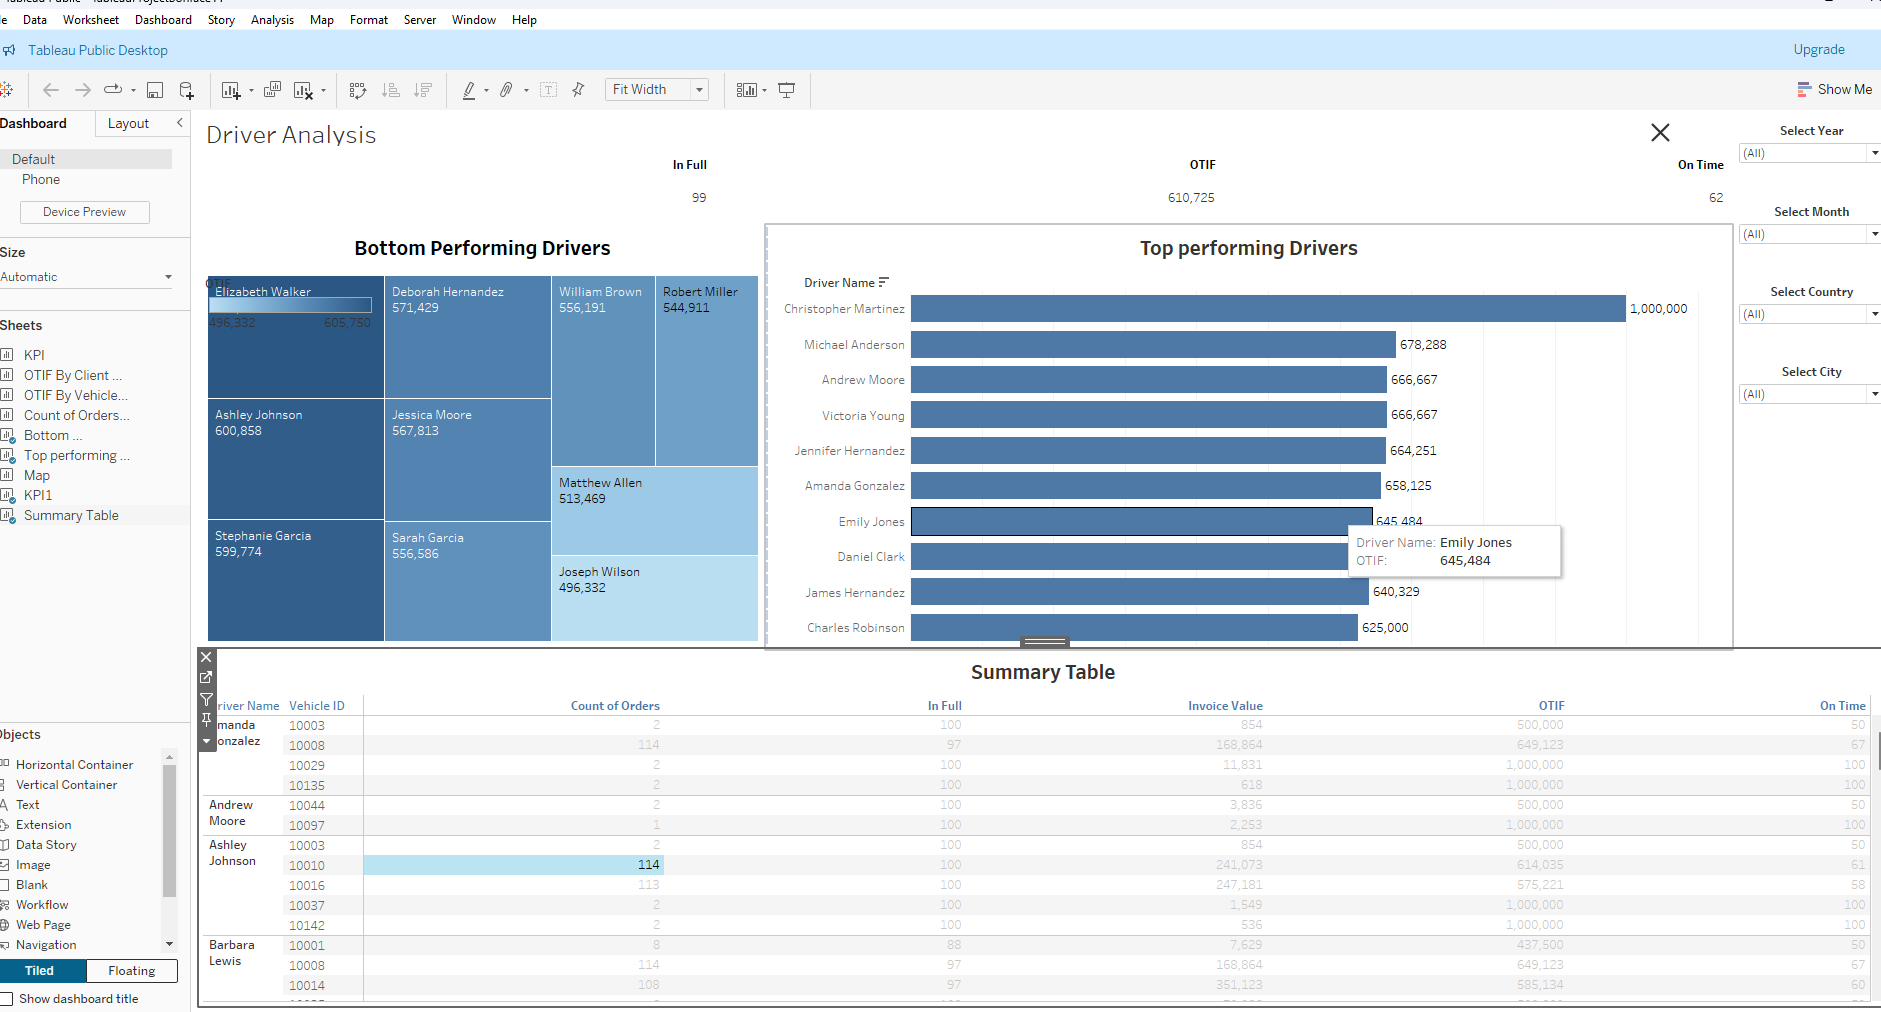 Data Worksheet Dashboard Story Analysis Map Format Server Window Help
Tableau Public Desktop
Upgrade
Fit Width
Show Me
Dashboard
Layout
Default
Phone
Device Preview
Size
Automatic
Sheets
KPI
OTIF By Client ...
OTIF By Vehicle...
Count of Orders...
Bottom ...
Top performing ...
Map
KPI1
Summary Table
Objects
Horizontal Container
Vertical Container
Text
Extension
Data Story
Image
Blank
Workflow
Web Page
Navigation
Tiled
Floating
Show dashboard title
Driver Analysis
In Full OTIF On Time
99 610,725 62
Select Year
(All)
Select Month
(All)
Select Country
(All)
Select City
(All)
Bottom Performing Drivers
OTIF
Elizabeth Walker
496,332 605,750
Ashley Johnson
600,858
Stephanie Garcia
599,774
Deborah Hernandez
571,429
Jessica Moore
567,813
Sarah Garcia
556,586
William Brown
556,191
Robert Miller
544,911
Matthew Allen
513,469
Joseph Wilson
496,332
Top performing Drivers
Driver Name
Christopher Martinez 1,000,000
Michael Anderson 678,288
Andrew Moore 666,667
Victoria Young 666,667
Jennifer Hernandez 664,251
Amanda Gonzalez 658,125
Emily Jones 645,484
Daniel Clark
James Hernandez 640,329
Charles Robinson 625,000
Driver Name: Emily Jones
OTIF: 645,484
Summary Table
river Name Vehicle ID Count of Orders In Full Invoice Value OTIF On Time
manda 10003 2 100 854 500,000 50
onzalez 10008 114 97 168,864 649,123 67
10029 2 100 11,831 1,000,000 100
10135 2 100 618 1,000,000 100
Andrew 10044 2 100 3,836 500,000 50
Moore 10097 1 100 2,253 1,000,000 100
Ashley 10003 2 100 854 500,000 50
Johnson 10010 114 100 241,073 614,035 61
10016 113 100 247,181 575,221 58
10037 2 100 1,549 1,000,000 100
10142 2 100 536 1,000,000 100
Barbara 10001 8 88 7,629 437,500 50
Lewis 10008 114 97 168,864 649,123 67
10014 108 97 351,123 585,134 60